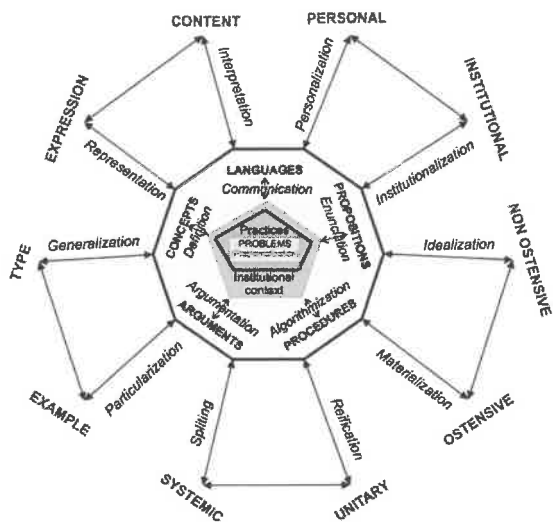 CONTENT
PERSONAL
EXPRESSION
Interpretation
Personalization
INSTITUTIONAL
Representation
Institutionalization
LANGUAGES
Communication
CONCEPTS
Definition
PROPOSITIONS
Enunciation
Practices
PROBLEMS
Institutional
context
TYPE
Generalization
Idealization
NON OSTENSIVE
Argumentation
ARGUMENTS
Algorithmization
PROCEDURES
EXAMPLE
Particularization
Materialization
OSTENSIVE
Spliting
Reification
SYSTEMIC
UNITARY